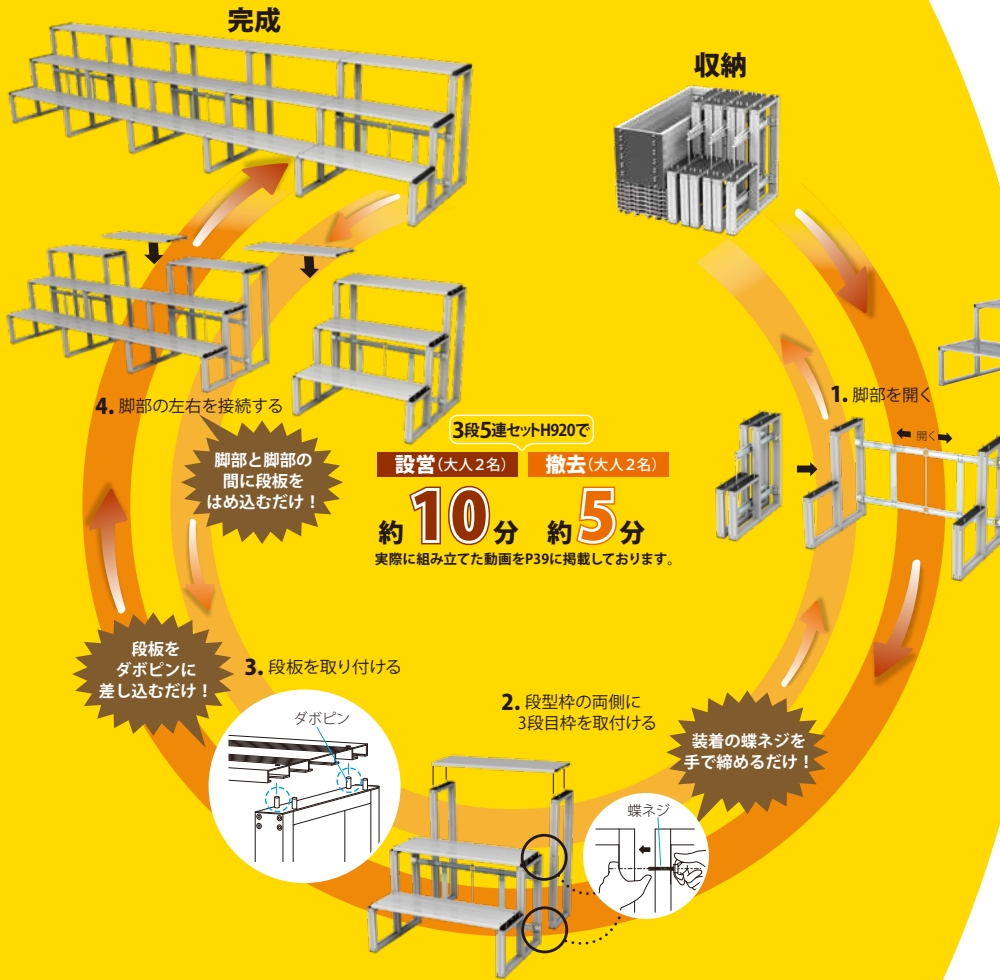 完成
収納
1. 脚部を開く
開く
4. 脚部の左右を接続する
脚部と脚部の
間に段板を
はめ込むだけ！
3段5連セットH920で
設営(大人2名)
約10分
撤去(大人2名)
約5分
実際に組み立てた動画をP39に掲載しております。
段板を
ダボピンに
差し込むだけ！
3. 段板を取り付ける
ダボピン
2. 段型枠の両側に
3段目枠を取付ける
装着の蝶ネジを
手で締めるだけ！
蝶ネジ